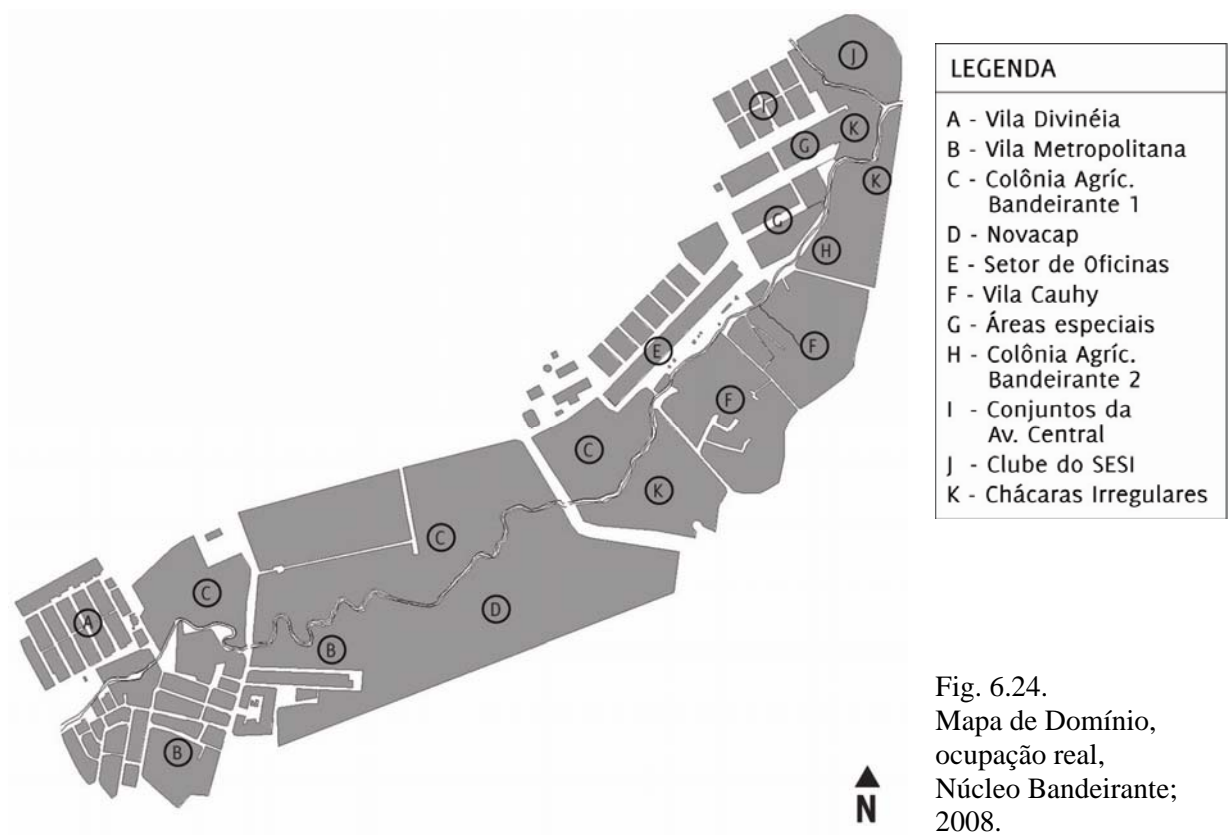 J
I
K
G
K
G
H
F
E
F
C
K
C
C
A
D
B
B
N
LEGENDA
A - Vila Divinéia
B - Vila Metropolitana
C - Colônia Agríc.
Bandeirante 1
D - Novacap
E - Setor de Oficinas
F - Vila Cauhy
G - Áreas especiais
H - Colônia Agríc.
Bandeirante 2
I - Conjuntos da
Av. Central
J - Clube do SESI
K - Chácaras Irregulares
Fig. 6.24.
Mapa de Domínio,
ocupação real,
Núcleo Bandeirante;
2008.